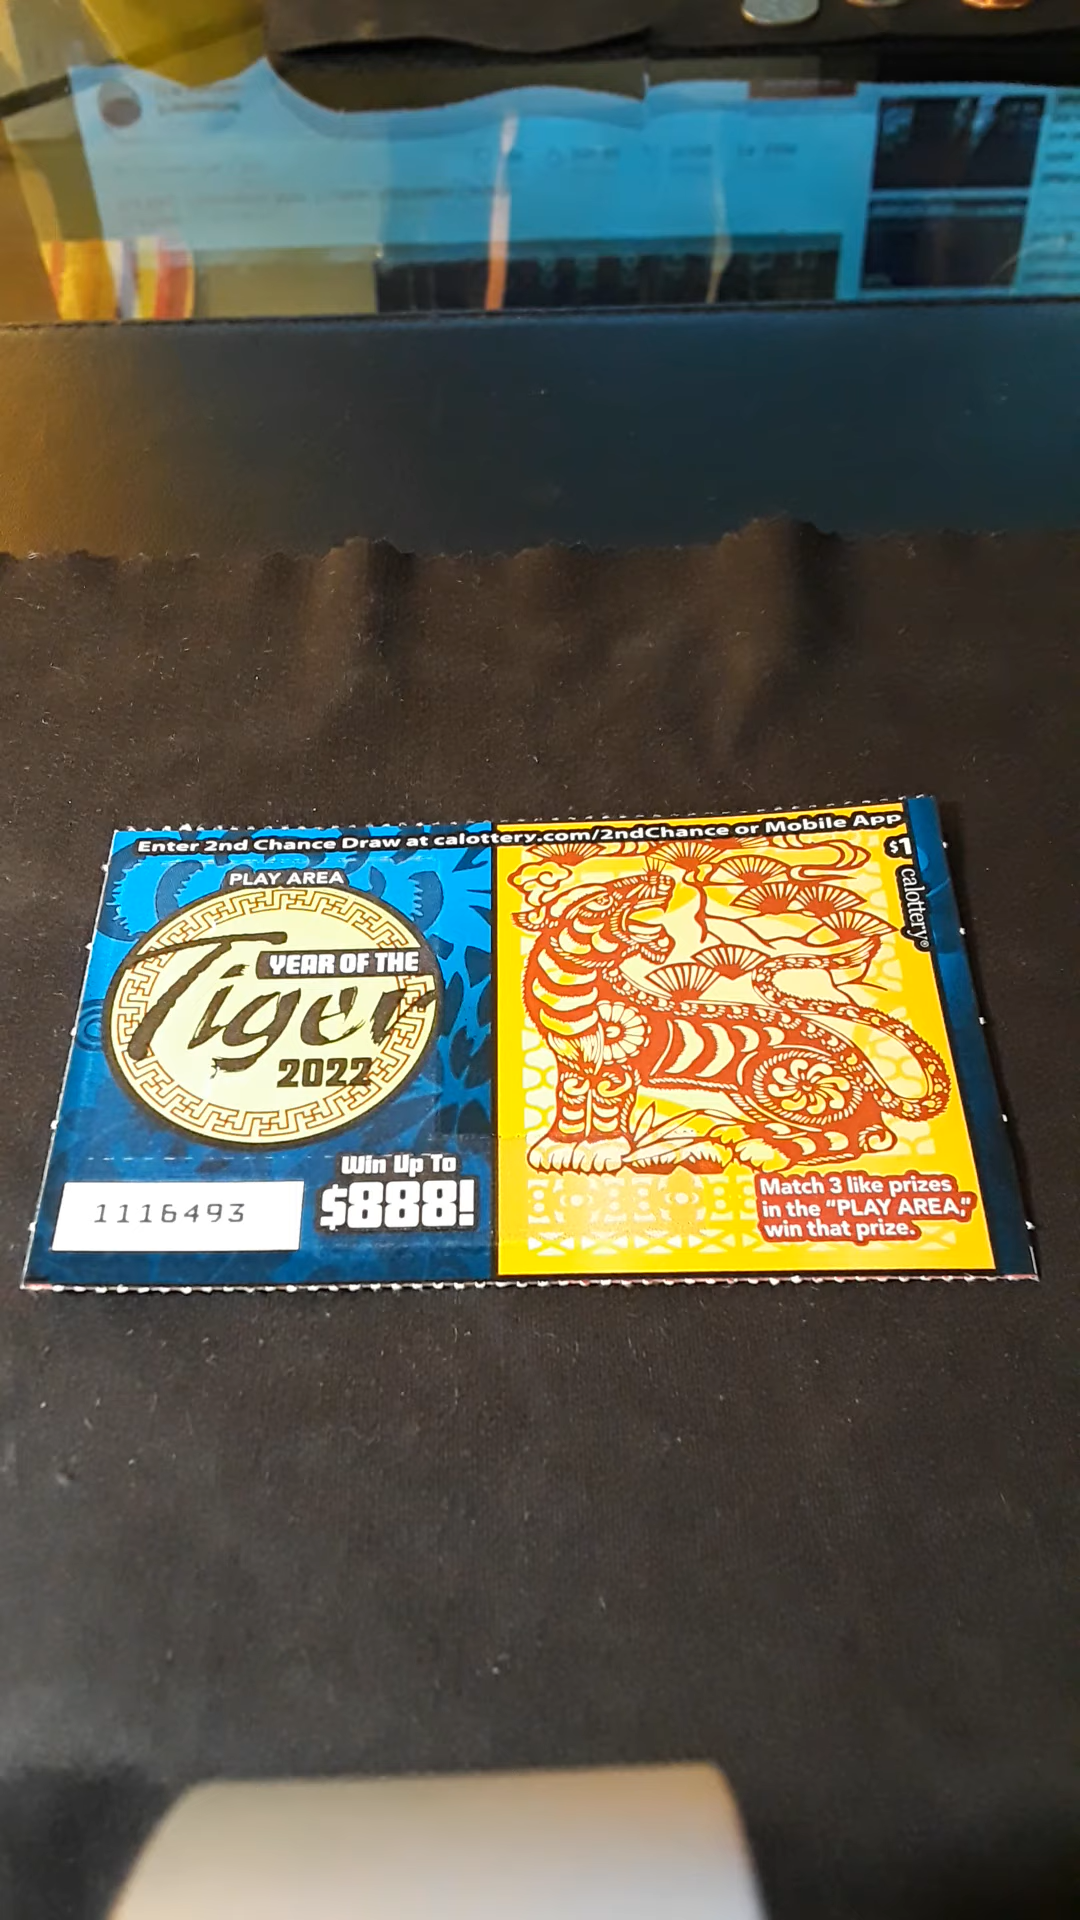 Enter 2nd Chance Draw at calottery.com/2ndChance or Mobile App
$1
calottery®
PLAY AREA
YEAR OF THE
Tiger
2022
Win Up To
$888!
1116493
Match 3 like prizes
in the "PLAY AREA,"
win that prize.